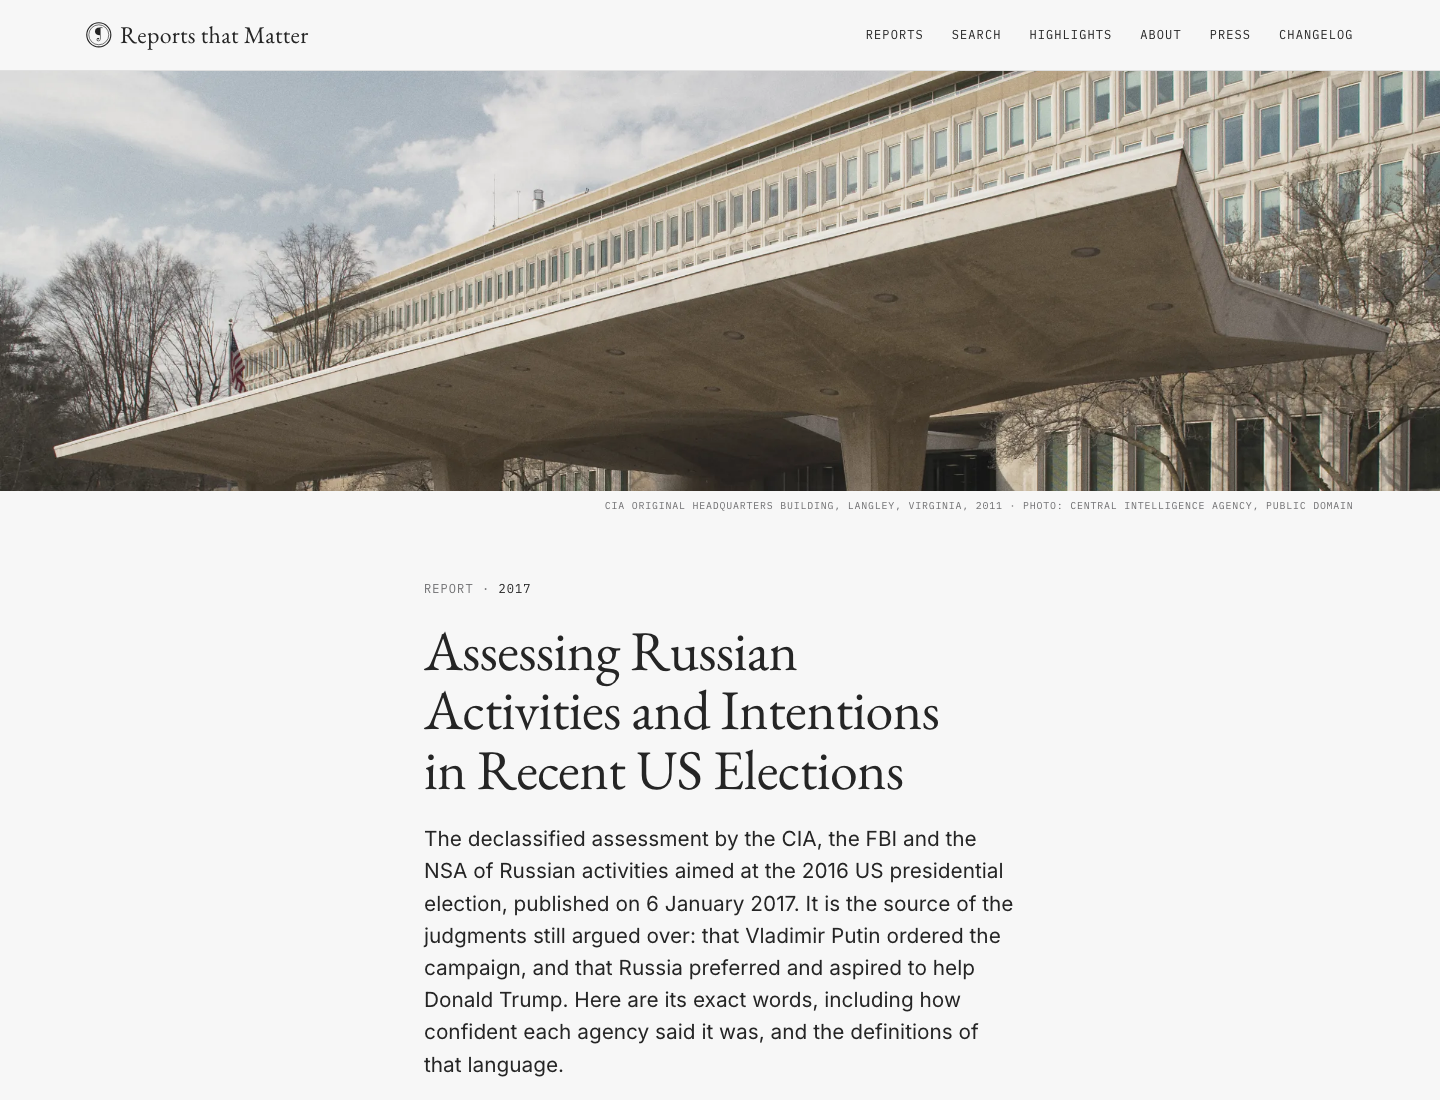 Reports that Matter
REPORTS SEARCH HIGHLIGHTS ABOUT PRESS CHANGELOG
CIA ORIGINAL HEADQUARTERS BUILDING, LANGLEY, VIRGINIA, 2011 · PHOTO: CENTRAL INTELLIGENCE AGENCY, PUBLIC DOMAIN
REPORT · 2017
Assessing Russian
Activities and Intentions
in Recent US Elections
The declassified assessment by the CIA, the FBI and the
NSA of Russian activities aimed at the 2016 US presidential
election, published on 6 January 2017. It is the source of the
judgments still argued over: that Vladimir Putin ordered the
campaign, and that Russia preferred and aspired to help
Donald Trump. Here are its exact words, including how
confident each agency said it was, and the definitions of
that language.